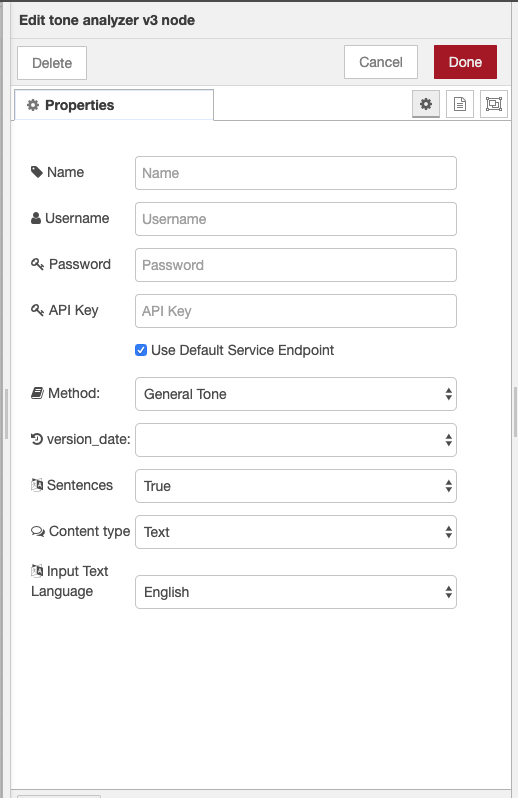 Edit tone analyzer v3 node
Delete
Cancel
Done
Properties
Name
Name
Username
Username
Password
Password
API Key
API Key
Use Default Service Endpoint
Method:
General Tone
version_date:
Sentences
True
Content type
Text
Input Text
Language
English